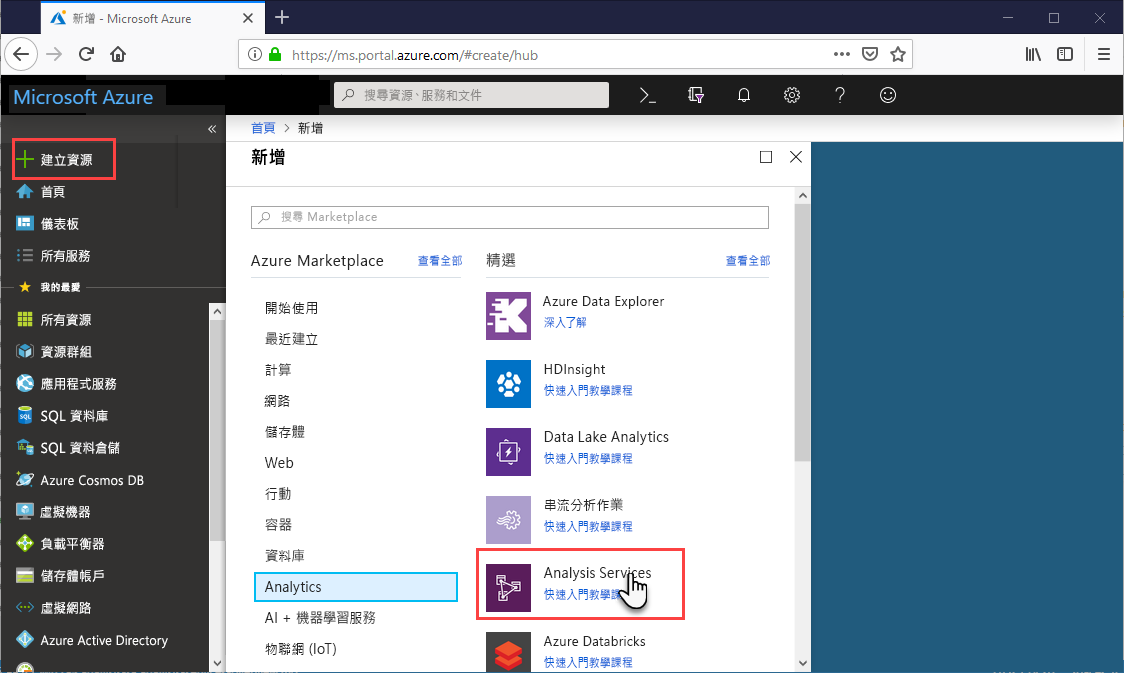 新增 - Microsoft Azure
https://ms.portal.azure.com/#create/hub
Microsoft Azure
搜尋資源、服務和文件
首頁 > 新增
建立資源
首頁
儀表板
所有服務
我的最愛
所有資源
資源群組
應用程式服務
SQL 資料庫
SQL 資料倉儲
Azure Cosmos DB
虛擬機器
負載平衡器
儲存體帳戶
虛擬網路
Azure Active Directory
新增
搜尋 Marketplace
Azure Marketplace 查看全部
開始使用
最近建立
計算
網路
儲存體
Web
行動
容器
資料庫
Analytics
AI + 機器學習服務
物聯網 (IoT)
精選 查看全部
Azure Data Explorer
深入了解
HDInsight
快速入門教學課程
Data Lake Analytics
快速入門教學課程
串流分析作業
快速入門教學課程
Analysis Services
快速入門教學
Azure Databricks
快速入門教學課程